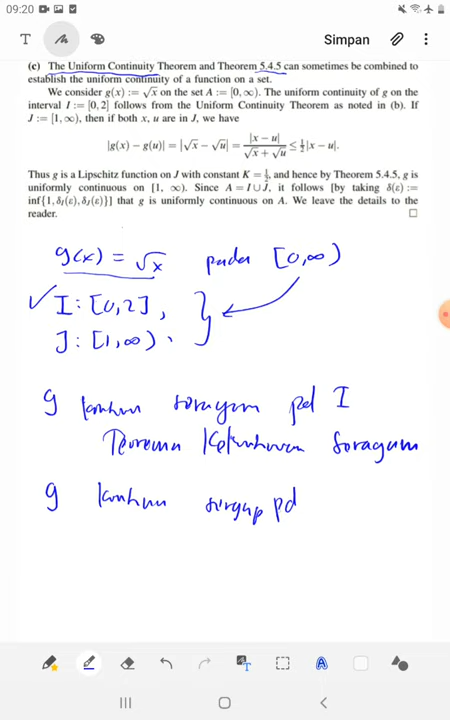 09:20
T
Simpan
(c) The Uniform Continuity Theorem and Theorem 5.4.5 can sometimes be combined to
establish the uniform continuity of a function on a set.
We consider g(x) := √x on the set A := [0, ∞). The uniform continuity of g on the
interval I := [0, 2] follows from the Uniform Continuity Theorem as noted in (b). If
J := [1, ∞), then if both x, u are in J, we have
|g(x) − g(u)| = |√x − √u| = |x − u| / (√x + √u) ≤ ½|x − u|.
Thus g is a Lipschitz function on J with constant K = ½, and hence by Theorem 5.4.5, g is
uniformly continuous on [1, ∞). Since A = I ∪ J, it follows [by taking δ(ε) :=
inf{1, δI(ε), δJ(ε)}] that g is uniformly continuous on A. We leave the details to the
reader. □
g(x) = √x pada [0,∞)
✓ I : [0,2],
J : [1,∞).
g kontinu seragam pd I
Teorema Kekontinuan Seragam
g kontinu pd
T
A